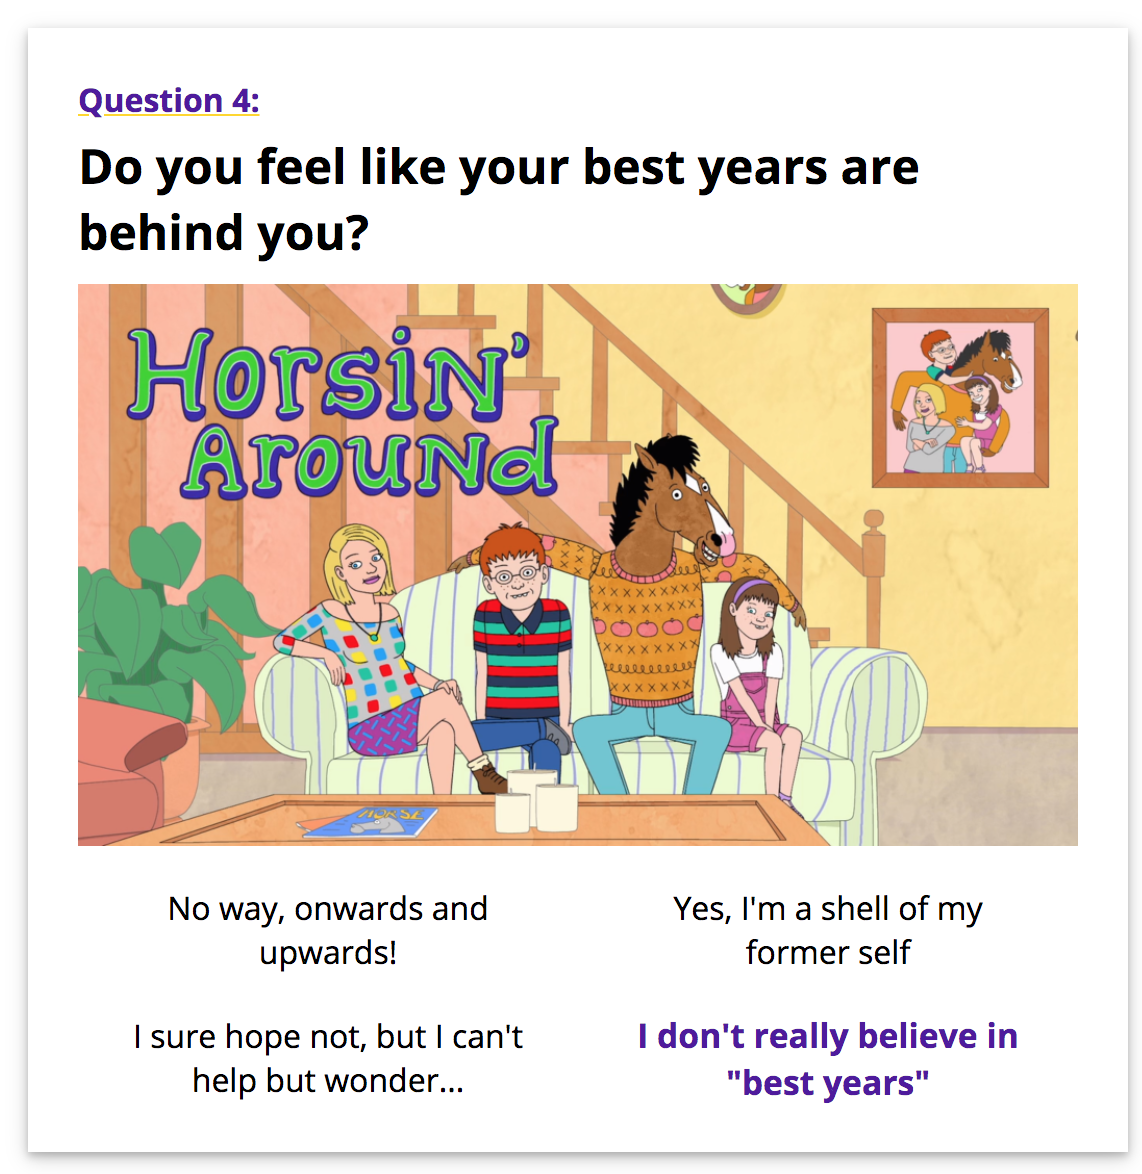 Question 4:
Do you feel like your best years are
behind you?
HORSIN'
AROUND
HORSE
No way, onwards and
upwards!
Yes, I'm a shell of my
former self
I sure hope not, but I can't
help but wonder...
I don't really believe in
"best years"